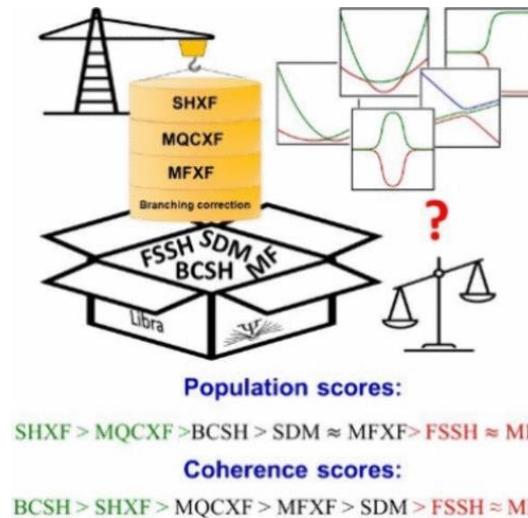 SHXF
MQCXF
MFXF
Branching correction
?
FSSH SDM MF
BCSH
Libra
Ψ
Population scores:
SHXF > MQCXF >BCSH > SDM ≈ MFXF> FSSH ≈
Coherence scores:
BCSH > SHXF > MQCXF > MFXF > SDM > FSSH ≈